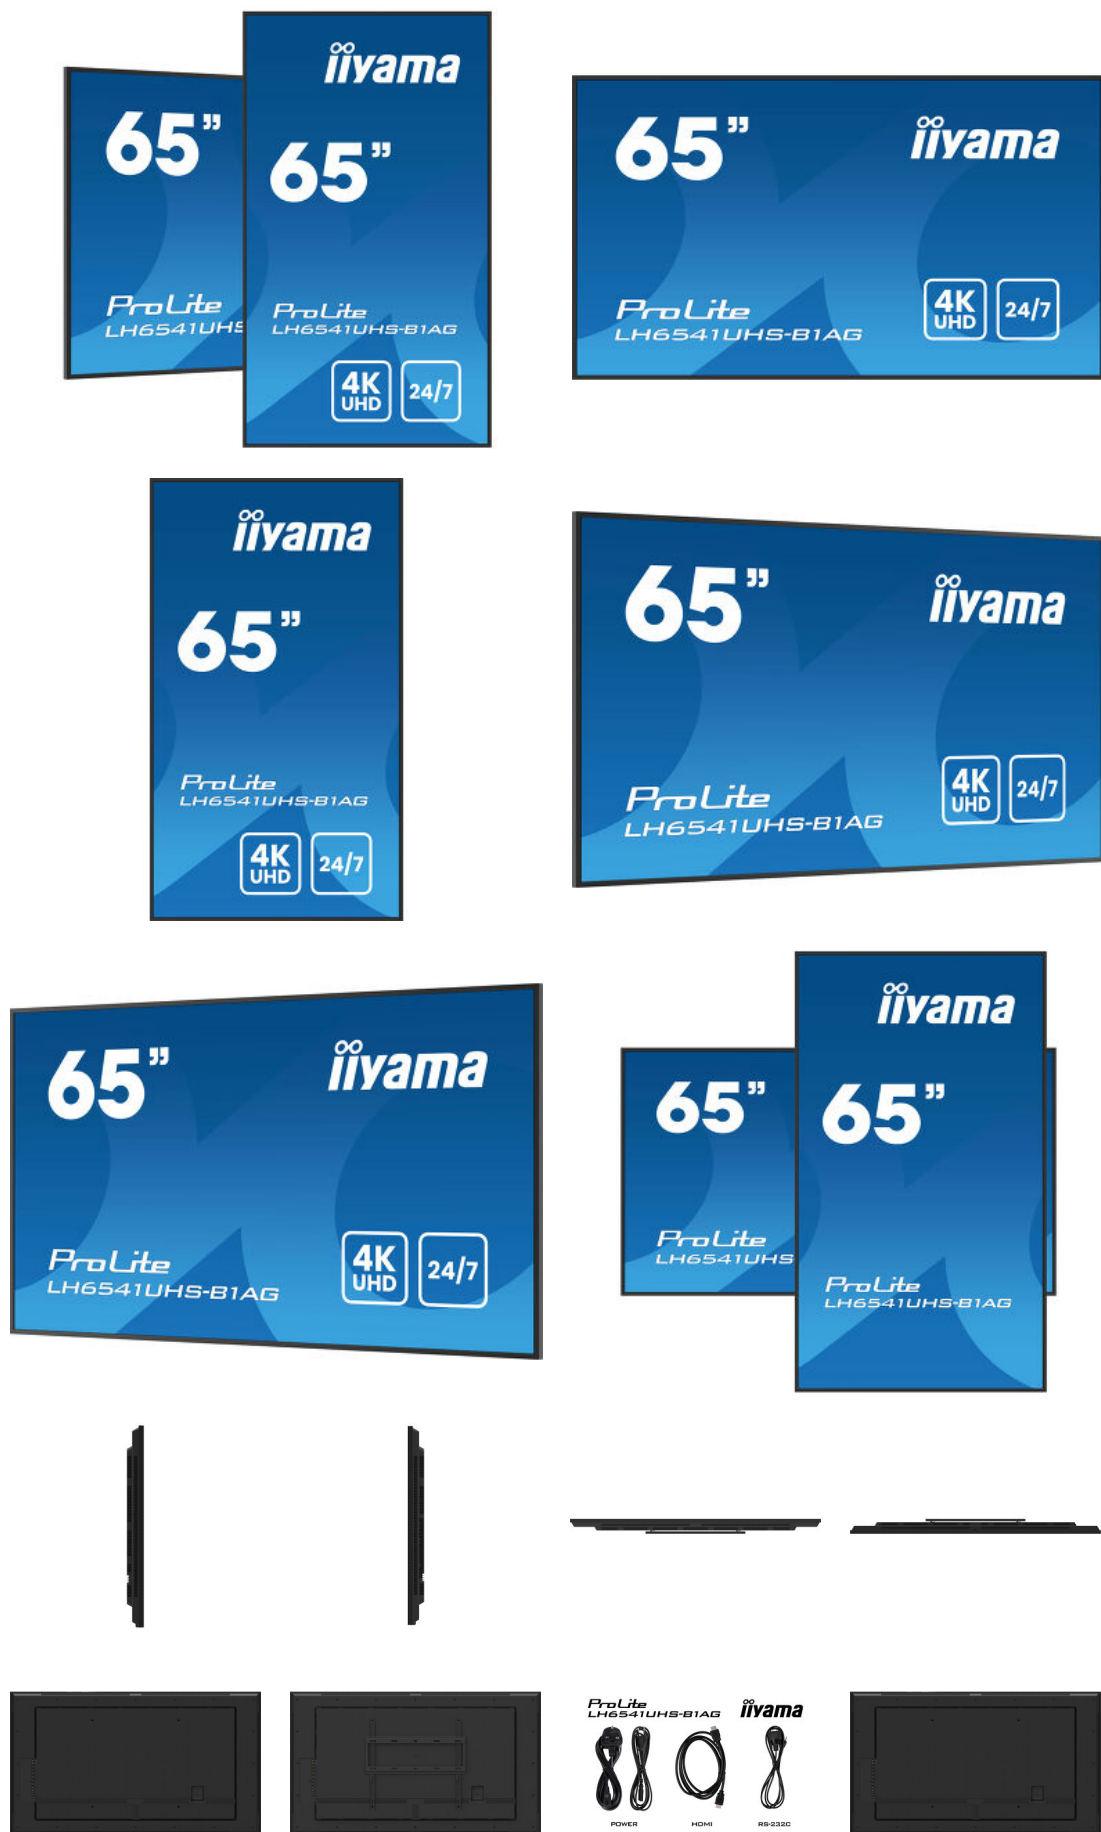 65”
ProLite
LH6541UHS
iiyama
65”
ProLite
LH6541UHS-B1AG
4K
UHD
24/7
65”
iiyama
ProLite
LH6541UHS-B1AG
4K
UHD
24/7
iiyama
65”
ProLite
LH6541UHS-B1AG
4K
UHD
24/7
65”
iiyama
ProLite
LH6541UHS-B1AG
4K
UHD
24/7
65”
iiyama
ProLite
LH6541UHS-B1AG
4K
UHD
24/7
65”
ProLite
LH6541UHS
iiyama
65”
ProLite
LH6541UHS-B1AG
ProLite
LH6541UHS-B1AG
iiyama
POWER
HDMI
RS-232C